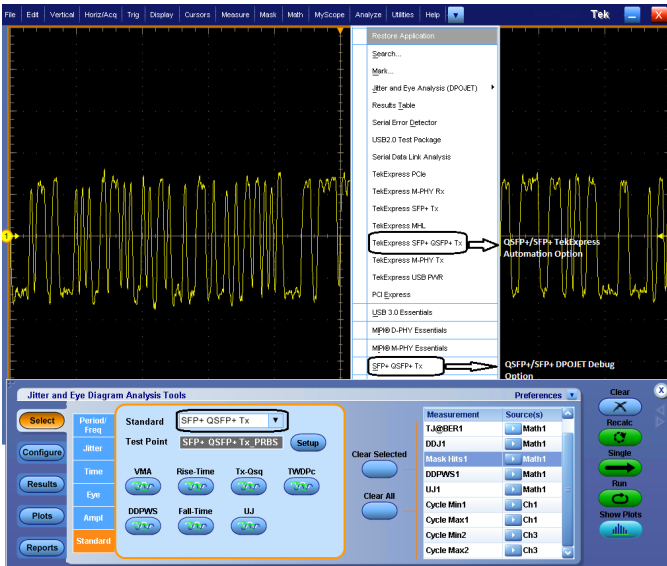 File Edit Vertical Horiz/Acq Trig Display Cursors Measure Mask Math MyScope Analyze Utilities Help Tek X
Restore Application
Search...
Mark...
Jitter and Eye Analysis (DPOJET)
Results Table
Serial Error Detector
USB2.0 Test Package
Serial Data Link Analysis
TekExpress PCIe
TekExpress M-PHY Rx
TekExpress SFP+ Tx
TekExpress MHL
TekExpress SFP+ QSFP+ Tx
QSFP+/SFP+ TekExpress
Automation Option
TekExpress M-PHY Tx
TekExpress USB PWR
PCI Express
USB 3.0 Essentials
MIPI® D-PHY Essentials
MIPI® M-PHY Essentials
SFP+ QSFP+ Tx
QSFP+/SFP+ DPOJET Debug
Option
1
Jitter and Eye Diagram Analysis Tools
Preferences
Clear
X
Select
Configure
Results
Plots
Reports
Period/
Freq
Jitter
Time
Eye
Ampl
Standard
Standard SFP+ QSFP+ Tx
Test Point SFP+ QSFP+ Tx_PRBS Setup
VMA Rise-Time Tx-Qsq TWDPc
DDPWS Fall-Time UJ
Clear Selected
Clear All
Measurement Source(s)
TJ@BER1 Math1
DDJ1 Math1
Mask Hits1 Math1
DDPWS1 Math1
UJ1 Math1
Cycle Min1 Ch1
Cycle Max1 Ch1
Cycle Min2 Ch3
Cycle Max2 Ch3
Recalc
Single
Run
Show Plots